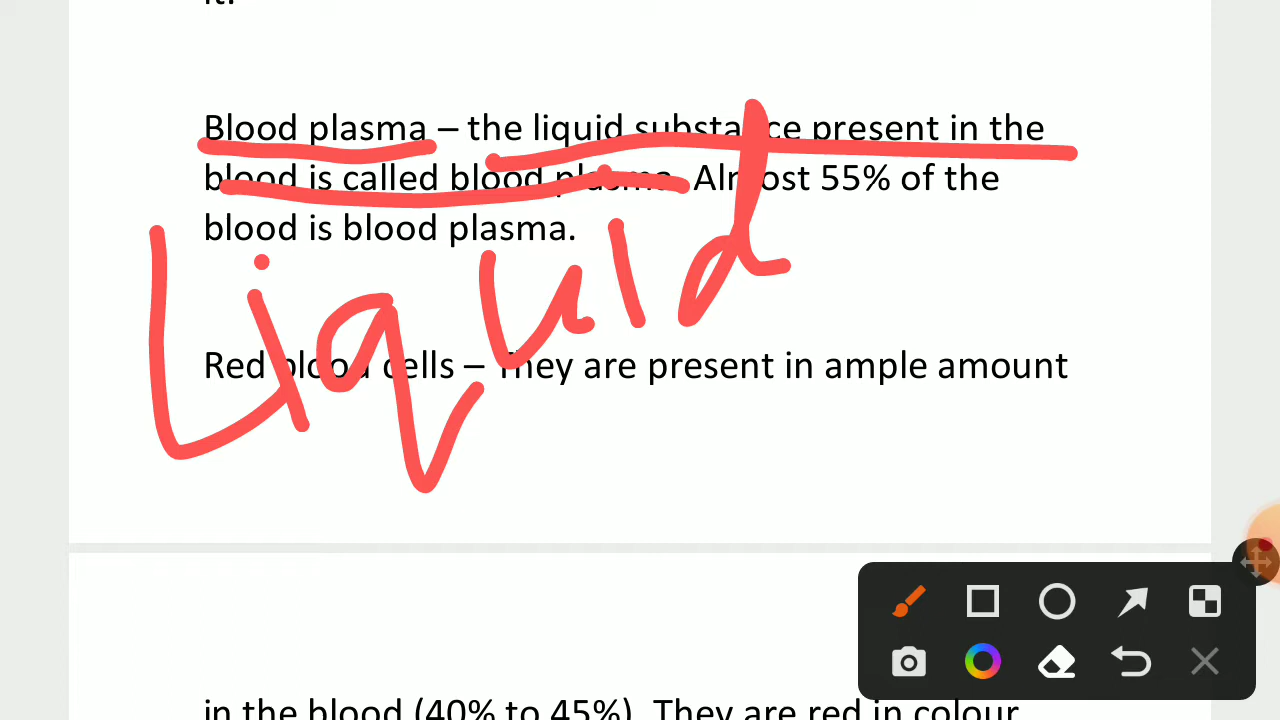 it.
Blood plasma – the liquid substance present in the
blood is called blood plasma. Almost 55% of the
blood is blood plasma.
Liquid
Red blood cells – They are present in ample amount
in the blood (40% to 45%). They are red in colour